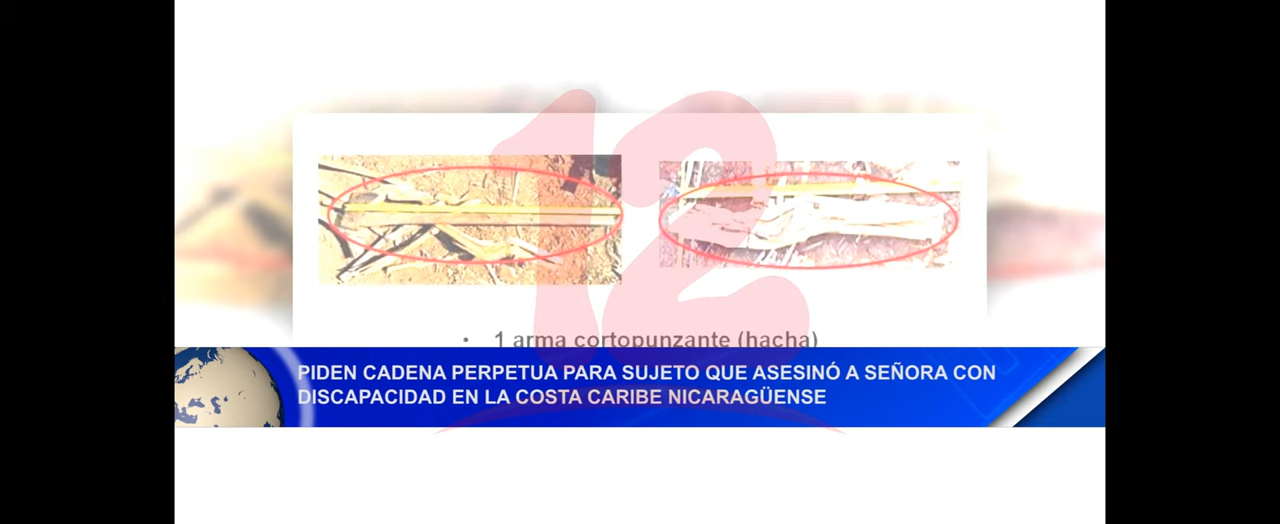 12
• 1 arma cortopunzante (hacha)
PIDEN CADENA PERPETUA PARA SUJETO QUE ASESINÓ A SEÑORA CON
DISCAPACIDAD EN LA COSTA CARIBE NICARAGÜENSE